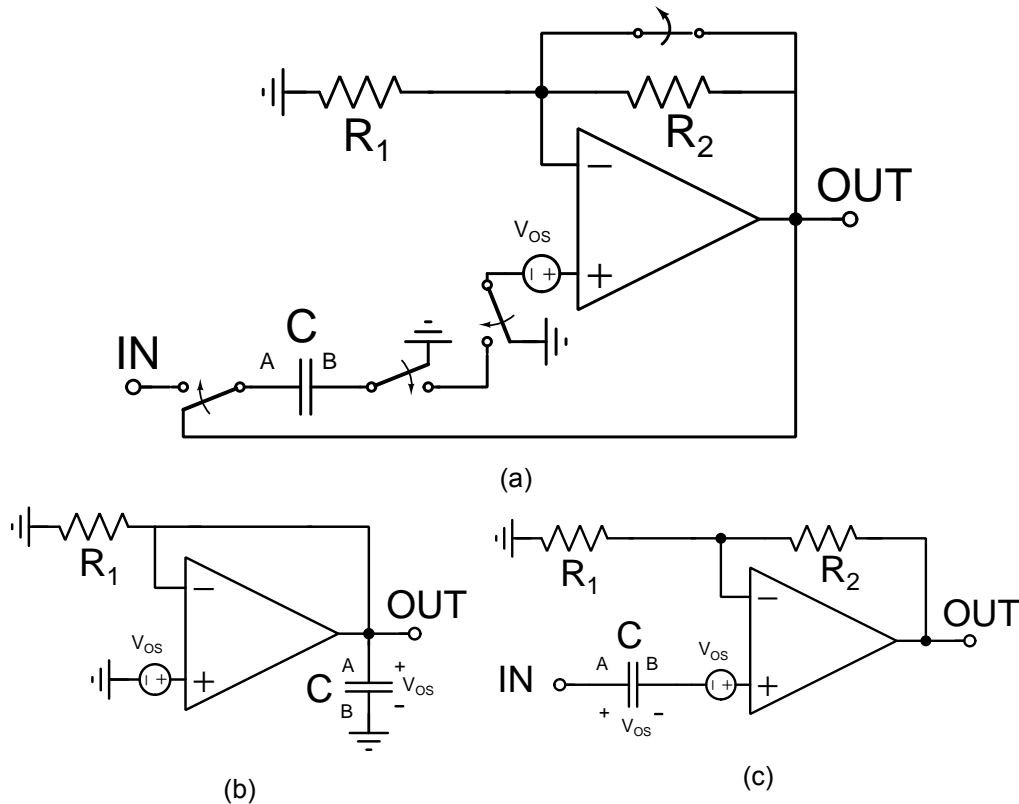 R1
R2
OUT
VOS
−
+
− +
IN
A
C
B
(a)
R1
−
+
VOS
− +
OUT
C
A
B
+
VOS
−
(b)
R1
R2
−
+
OUT
IN
A
C
B
VOS
− +
+ VOS −
(c)